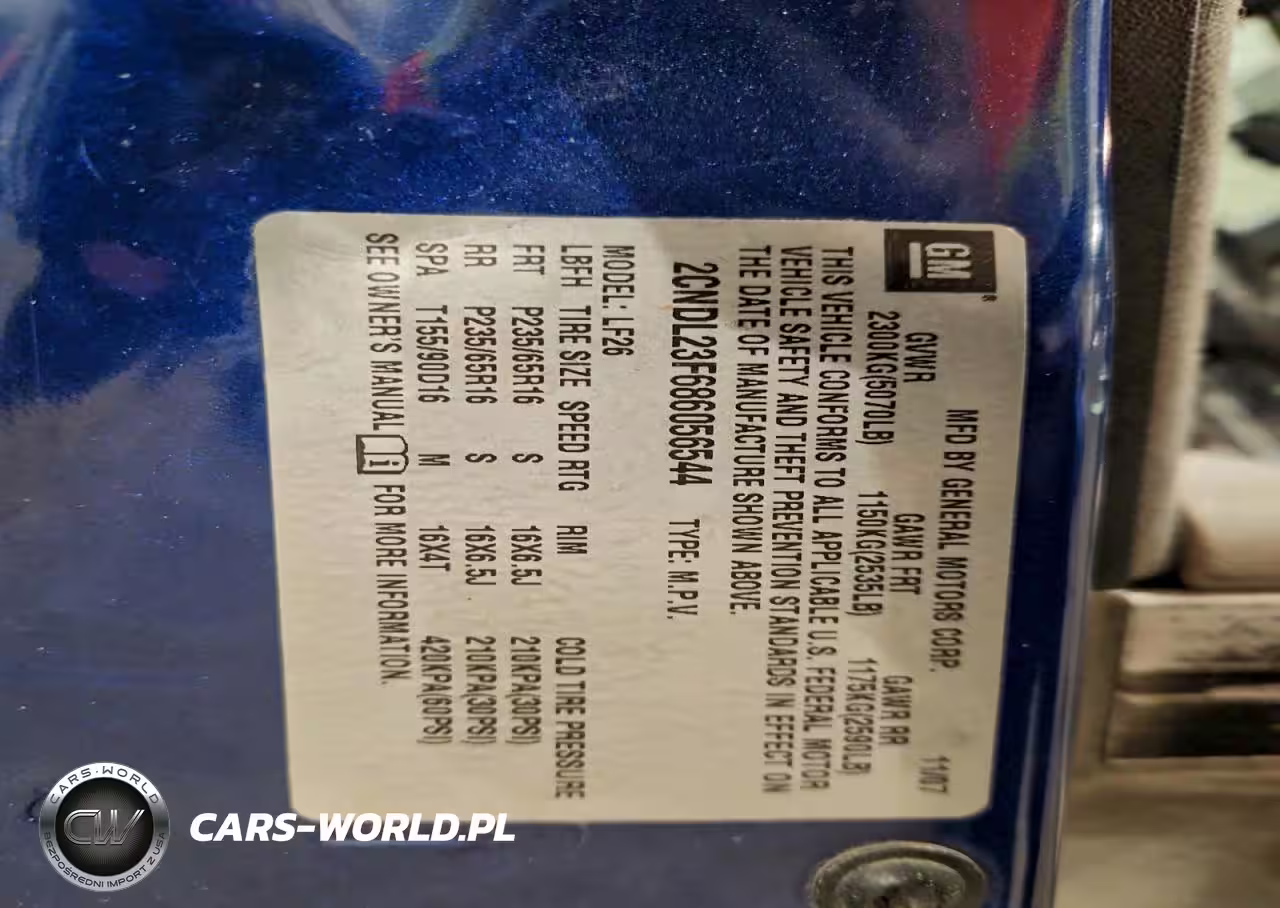 GM®
MFD BY GENERAL MOTORS CORP. 11/07
GVWR GAWR FRT GAWR RR
2300KG(5070LB) 1150KG(2535LB) 1175KG(2590LB)
THIS VEHICLE CONFORMS TO ALL APPLICABLE U.S. FEDERAL MOTOR
VEHICLE SAFETY AND THEFT PREVENTION STANDARDS IN EFFECT ON
THE DATE OF MANUFACTURE SHOWN ABOVE.
2CNDL23F686056544 TYPE: M.P.V.
MODEL: LF26
LBFH TIRE SIZE SPEED RTG RIM COLD TIRE PRESSURE
FRT P235/65R16 S 16X6.5J 210KPA(30PSI)
RR P235/65R16 S 16X6.5J 210KPA(30PSI)
SPA T155/90D16 M 16X4T 420KPA(60PSI)
SEE OWNER'S MANUAL FOR MORE INFORMATION.
CARS-WORLD
CW
BEZPOŚREDNI IMPORT Z USA
CARS-WORLD.PL